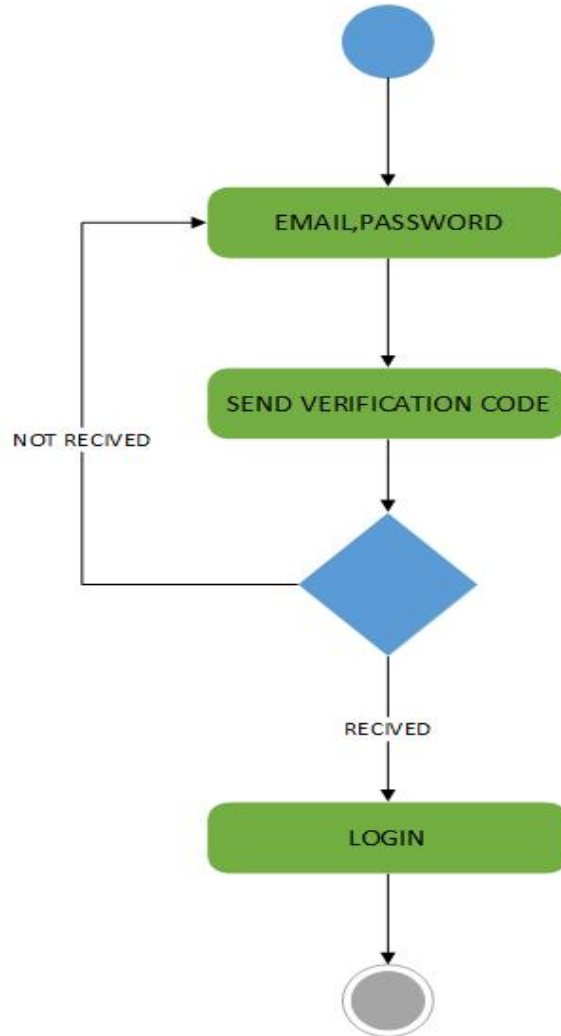 EMAIL,PASSWORD
SEND VERIFICATION CODE
NOT RECIVED
RECIVED
LOGIN